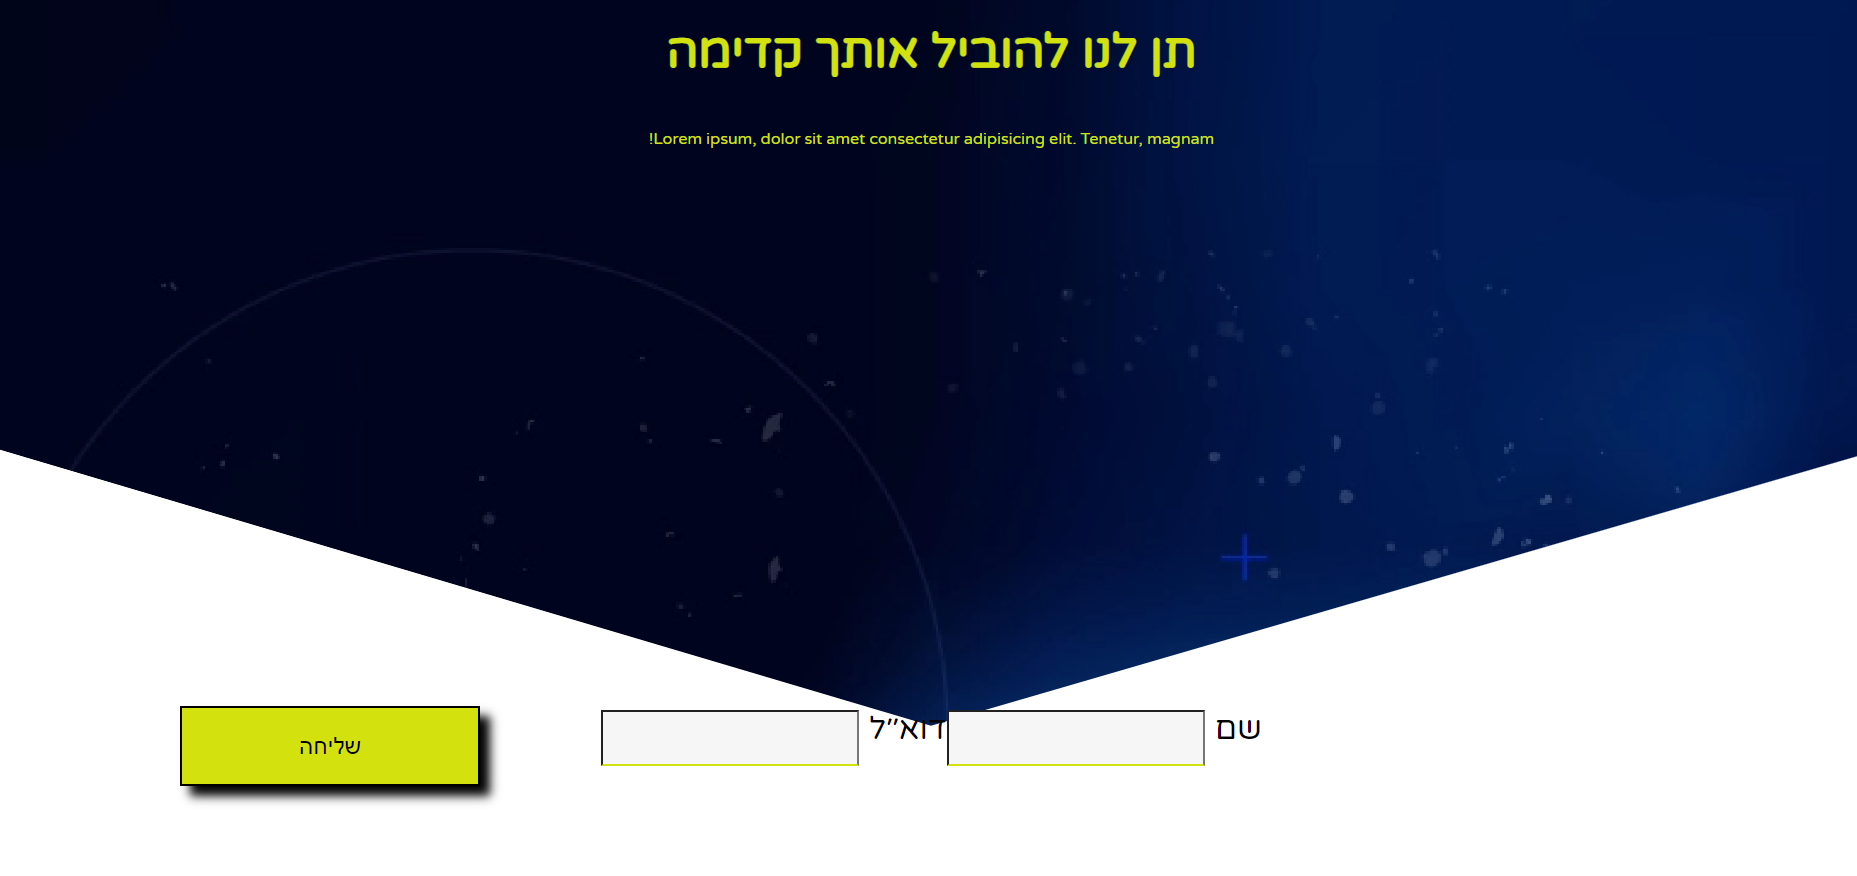 תן לנו להוביל אותך קדימה
!Lorem ipsum, dolor sit amet consectetur adipisicing elit. Tenetur, magnam
שם
דוא״ל
שליחה